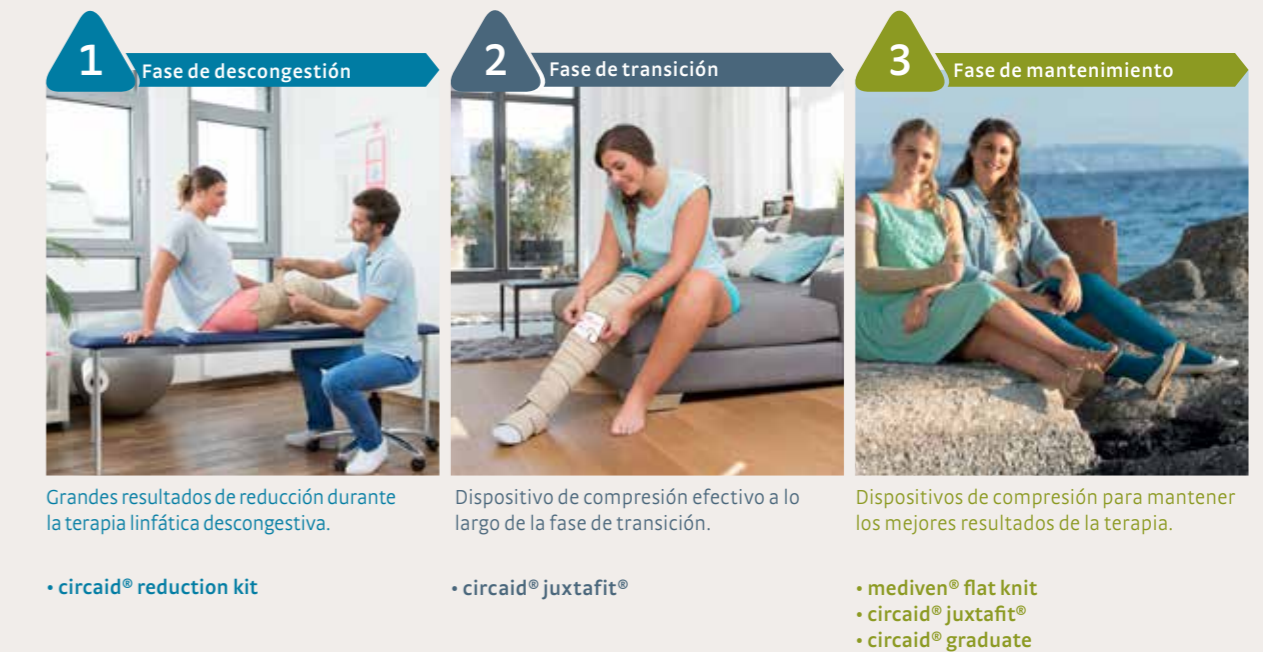 1
Fase de descongestión
Grandes resultados de reducción durante
la terapia linfática descongestiva.
• circaid® reduction kit
2
Fase de transición
Dispositivo de compresión efectivo a lo
largo de la fase de transición.
• circaid® juxtafit®
3
Fase de mantenimiento
Dispositivos de compresión para mantener
los mejores resultados de la terapia.
• mediven® flat knit
• circaid® juxtafit®
• circaid® graduate